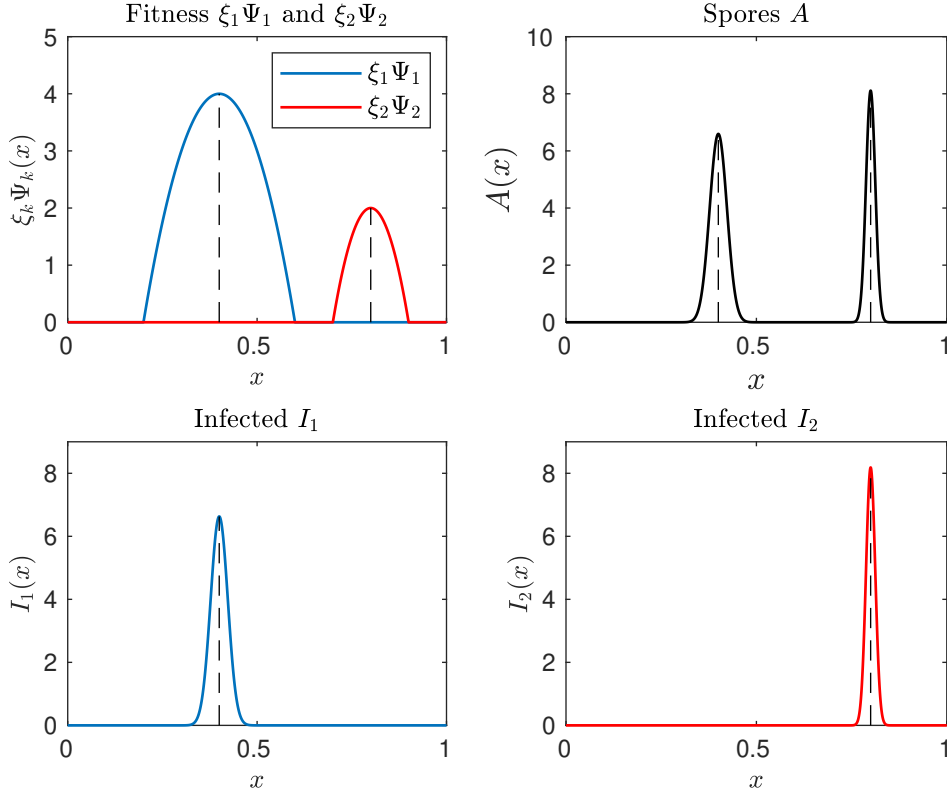 Fitness ξ₁Ψ₁ and ξ₂Ψ₂
5
4
3
2
1
0
ξₖΨₖ(x)
ξ₁Ψ₁
ξ₂Ψ₂
0 0.5 1
x
Spores A
10
8
6
4
2
0
A(x)
0 0.5 1
x
Infected I₁
8
6
4
2
0
I₁(x)
0 0.5 1
x
Infected I₂
8
6
4
2
0
I₂(x)
0 0.5 1
x